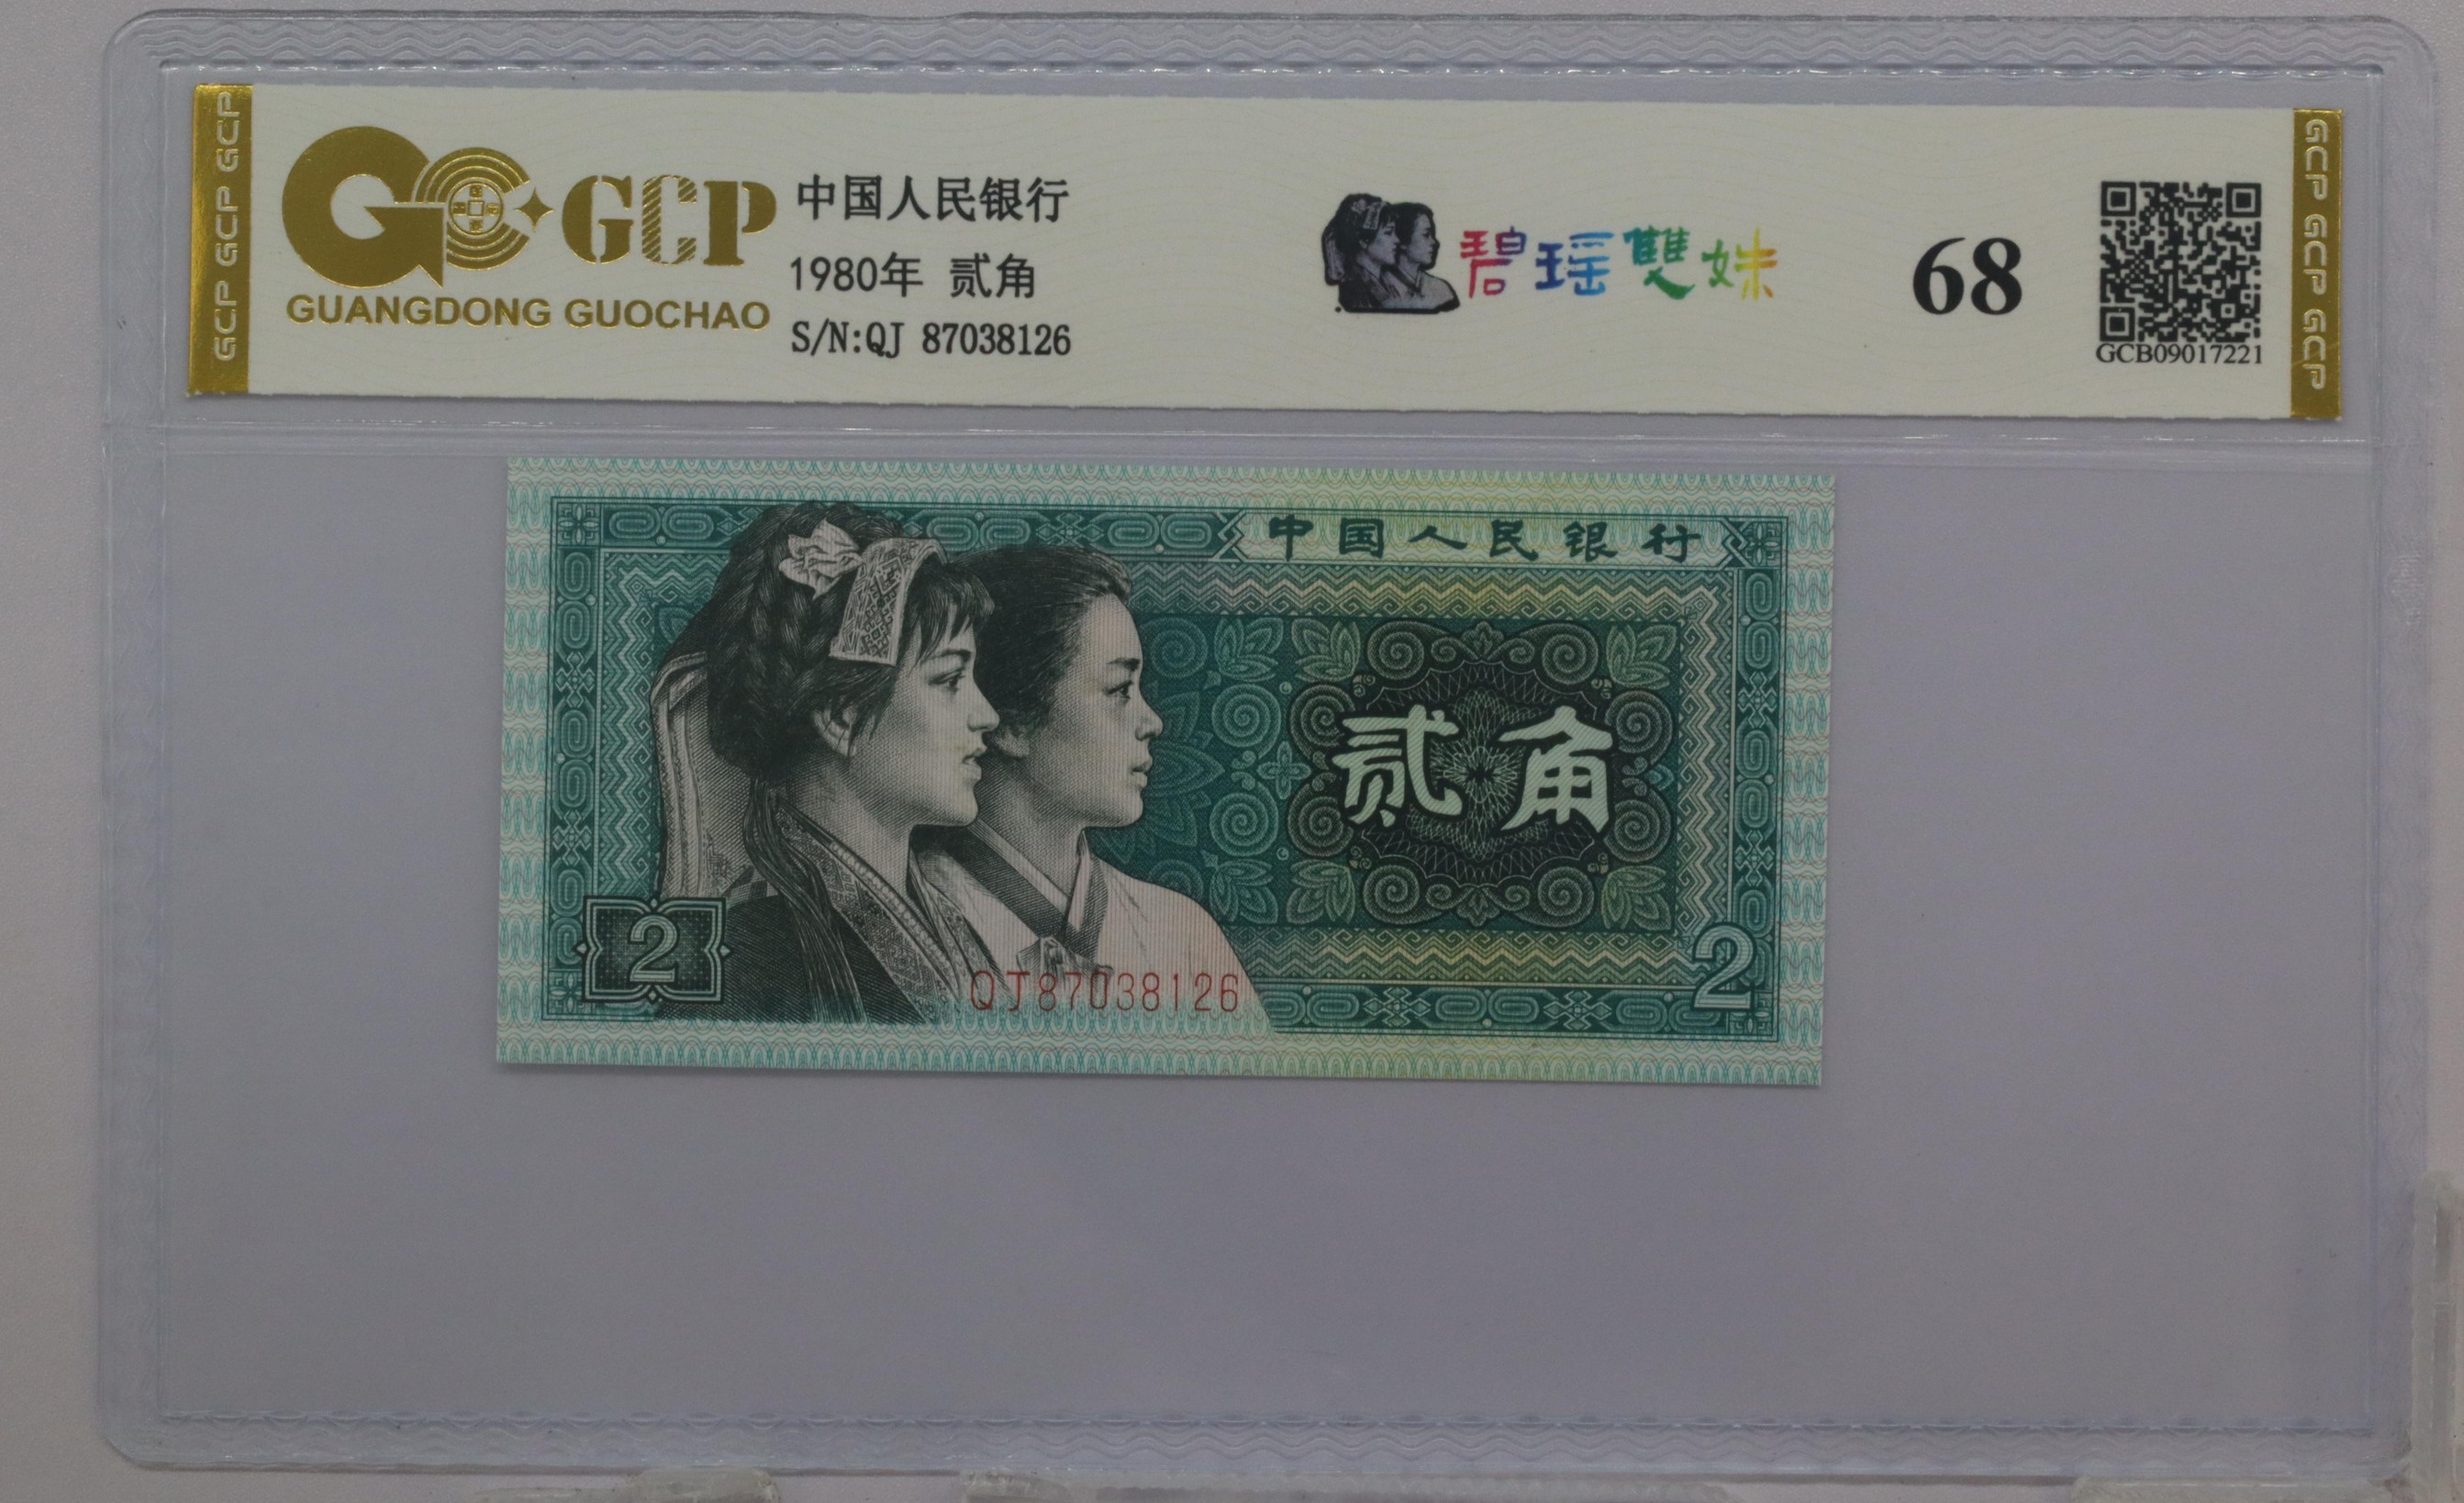 GCP GCP GCP
GCP
GUANGDONG GUOCHAO
中国人民银行
1980年 贰角
S/N:QJ 87038126
碧瑶雙姝
68
GCB09017221
GCP GCP GCP
中国人民银行
贰角
2
QJ87038126
2